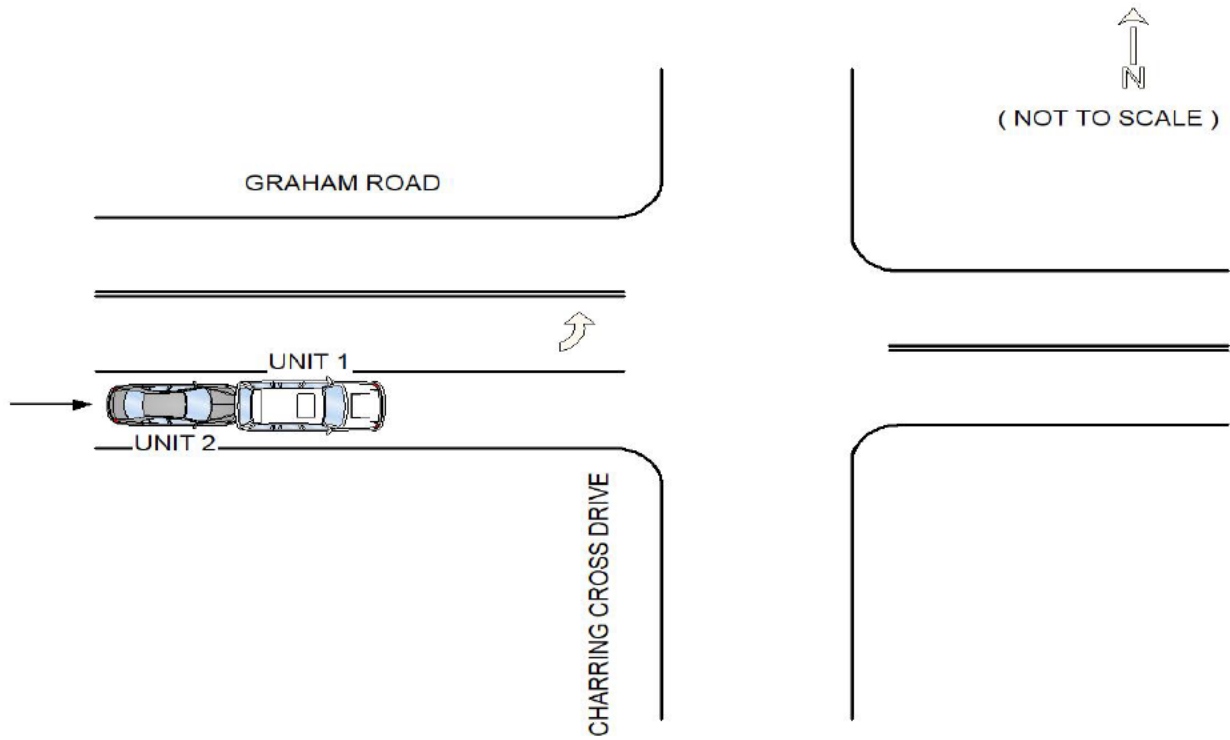 N
( NOT TO SCALE )
GRAHAM ROAD
UNIT 1
UNIT 2
CHARRING CROSS DRIVE